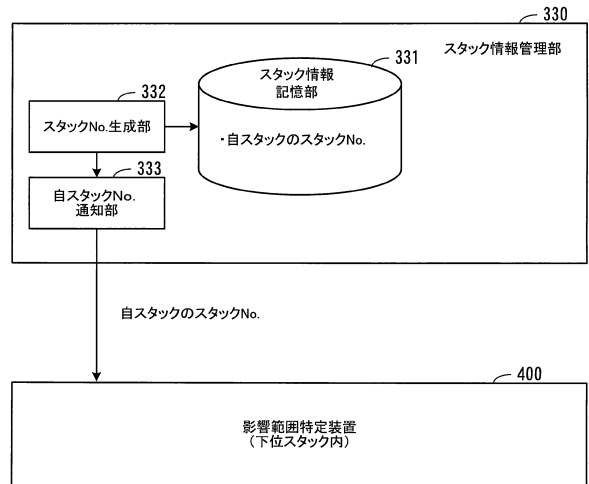 330
スタック情報管理部
331
スタック情報
記憶部
332
スタックNo.生成部
・自スタックのスタックNo.
333
自スタックNo.
通知部
自スタックのスタックNo.
400
影響範囲特定装置
(下位スタック内)